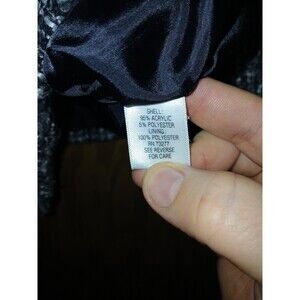 SHELL:
95% ACRYLIC
5% POLYESTER
LINING:
100% POLYESTER
RN 73277
SEE REVERSE
FOR CARE